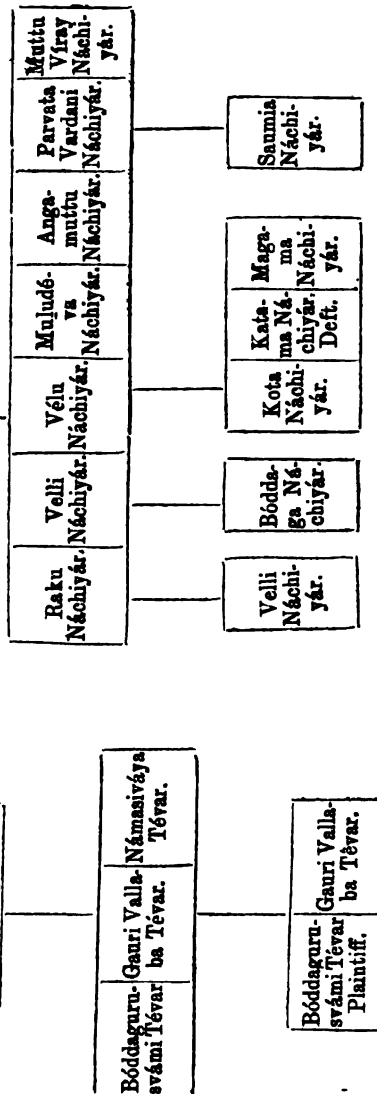 Raku
Náchiyár.
Velli
Náchiyár.
Vélu
Náchiyár.
Muludé-
va
Náchiyár.
Anga-
muttu
Náchiyár.
Parvata
Vardani
Náchiyár.
Muttu
Víray
Náchi-
yár.
Velli
Náchi-
yár.
Bódda-
ga Ná-
chiyár.
Kota
Náchi-
yár.
Kata-
ma Ná-
chiyár.
Deft.
Maga-
ma
Náchi-
yár.
Saumia
Náchi-
yár.
Bóddaguru-
svámi Tévar
Gauri Valla-
ba Tévar.
Námasiváya
Tévar.
Bóddaguru-
svámi Tévar
Plaintiff.
Gauri Valla-
ba Tévar.